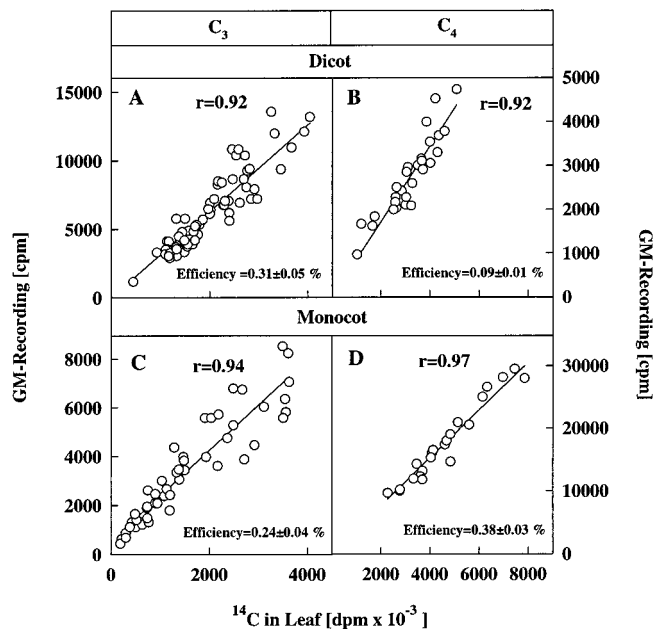 C3 C4
Dicot
A r=0.92 B r=0.92
15000 10000 5000 0
5000 4000 3000 2000 1000 0
Efficiency =0.31±0.05 % Efficiency=0.09±0.01 %
Monocot
C r=0.94 D r=0.97
8000 6000 4000 2000 0
30000 20000 10000 0
Efficiency=0.24±0.04 % Efficiency=0.38±0.03 %
0 2000 4000 2000 4000 6000 8000
GM-Recording [cpm]
GM-Recording [cpm]
14C in Leaf [dpm x 10-3 ]